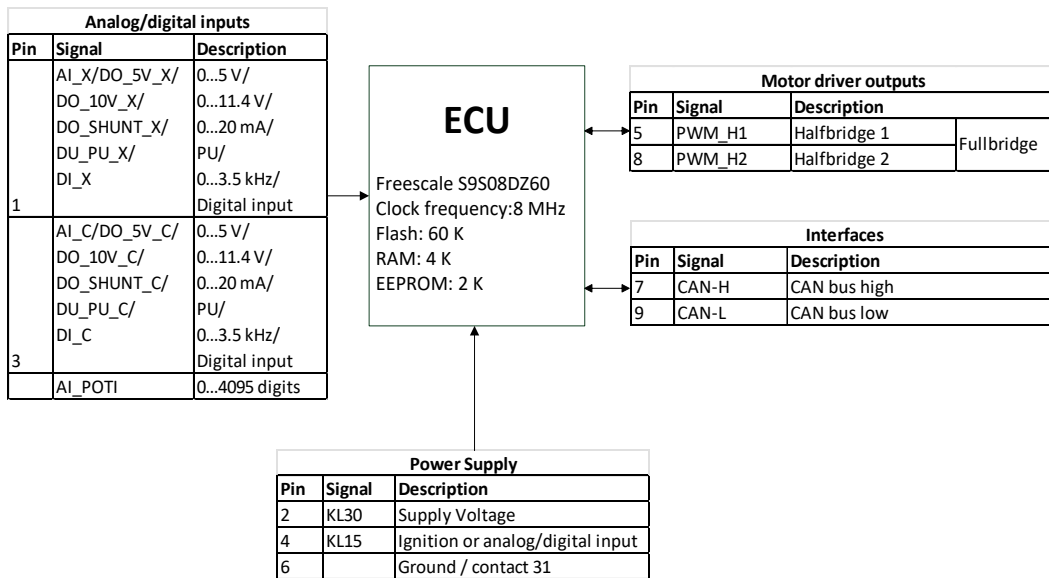 Analog/digital inputs
Pin Signal Description
AI_X/DO_5V_X/ 0...5 V/
DO_10V_X/ 0...11.4 V/
DO_SHUNT_X/ 0...20 mA/
DU_PU_X/ PU/
DI_X 0...3.5 kHz/
1 Digital input
AI_C/DO_5V_C/ 0...5 V/
DO_10V_C/ 0...11.4 V/
DO_SHUNT_C/ 0...20 mA/
DU_PU_C/ PU/
DI_C 0...3.5 kHz/
3 Digital input
AI_POTI 0...4095 digits
ECU
Freescale S9S08DZ60
Clock frequency:8 MHz
Flash: 60 K
RAM: 4 K
EEPROM: 2 K
Motor driver outputs
Pin Signal Description
5 PWM_H1 Halfbridge 1
Fullbridge
8 PWM_H2 Halfbridge 2
Interfaces
Pin Signal Description
7 CAN-H CAN bus high
9 CAN-L CAN bus low
Power Supply
Pin Signal Description
2 KL30 Supply Voltage
4 KL15 Ignition or analog/digital input
6 Ground / contact 31